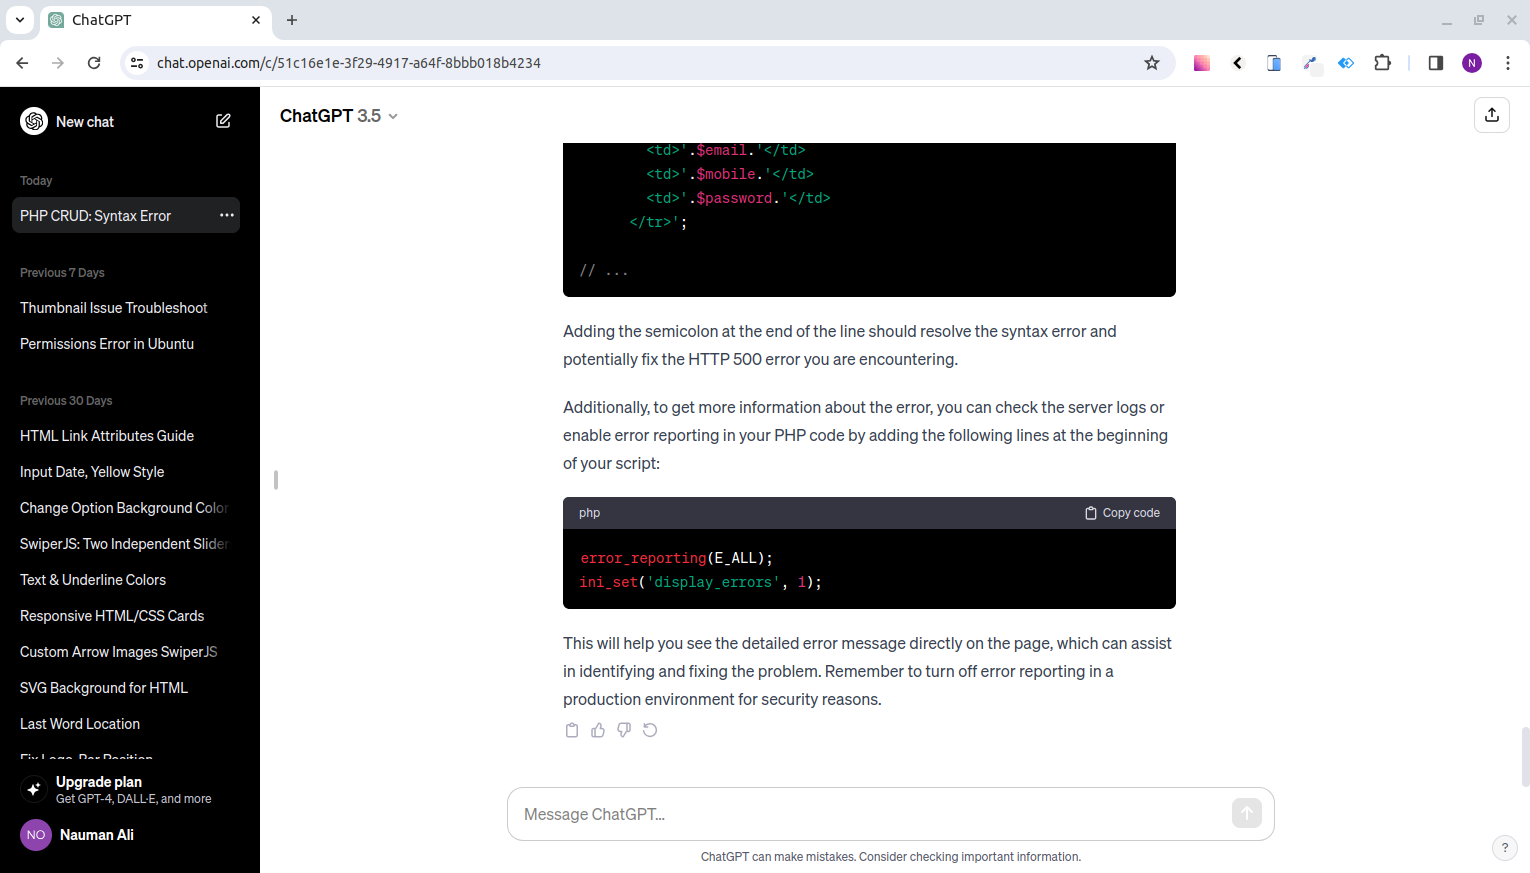 ChatGPT
chat.openai.com/c/51c16e1e-3f29-4917-a64f-8bbb018b4234
N
New chat
Today
PHP CRUD: Syntax Error
Previous 7 Days
Thumbnail Issue Troubleshoot
Permissions Error in Ubuntu
Previous 30 Days
HTML Link Attributes Guide
Input Date, Yellow Style
Change Option Background Color
SwiperJS: Two Independent Slider
Text & Underline Colors
Responsive HTML/CSS Cards
Custom Arrow Images SwiperJS
SVG Background for HTML
Last Word Location
Upgrade plan
Get GPT-4, DALL·E, and more
NO
Nauman Ali
ChatGPT 3.5
<td>'.$email.'</td>
<td>'.$mobile.'</td>
<td>'.$password.'</td>
</tr>';
// ...
Adding the semicolon at the end of the line should resolve the syntax error and
potentially fix the HTTP 500 error you are encountering.
Additionally, to get more information about the error, you can check the server logs or
enable error reporting in your PHP code by adding the following lines at the beginning
of your script:
php
Copy code
error_reporting(E_ALL);
ini_set('display_errors', 1);
This will help you see the detailed error message directly on the page, which can assist
in identifying and fixing the problem. Remember to turn off error reporting in a
production environment for security reasons.
Message ChatGPT...
ChatGPT can make mistakes. Consider checking important information.
?